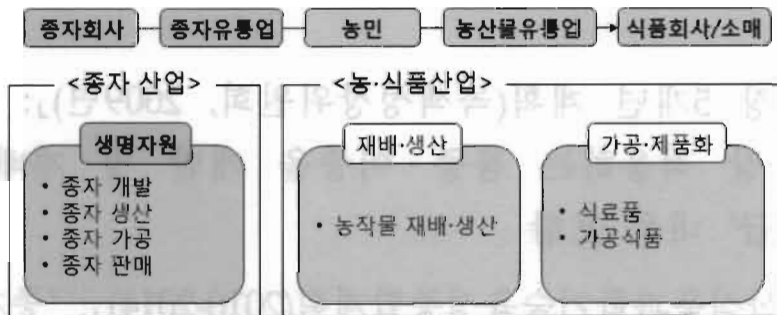 종자회사 종자유통업 농민 농산물유통업 식품회사/소매
<종자 산업> <농·식품산업>
생명자원 재배·생산 가공·제품화
• 종자 개발
• 종자 생산
• 종자 가공
• 종자 판매
• 농작물 재배·생산
• 식료품
• 가공식품